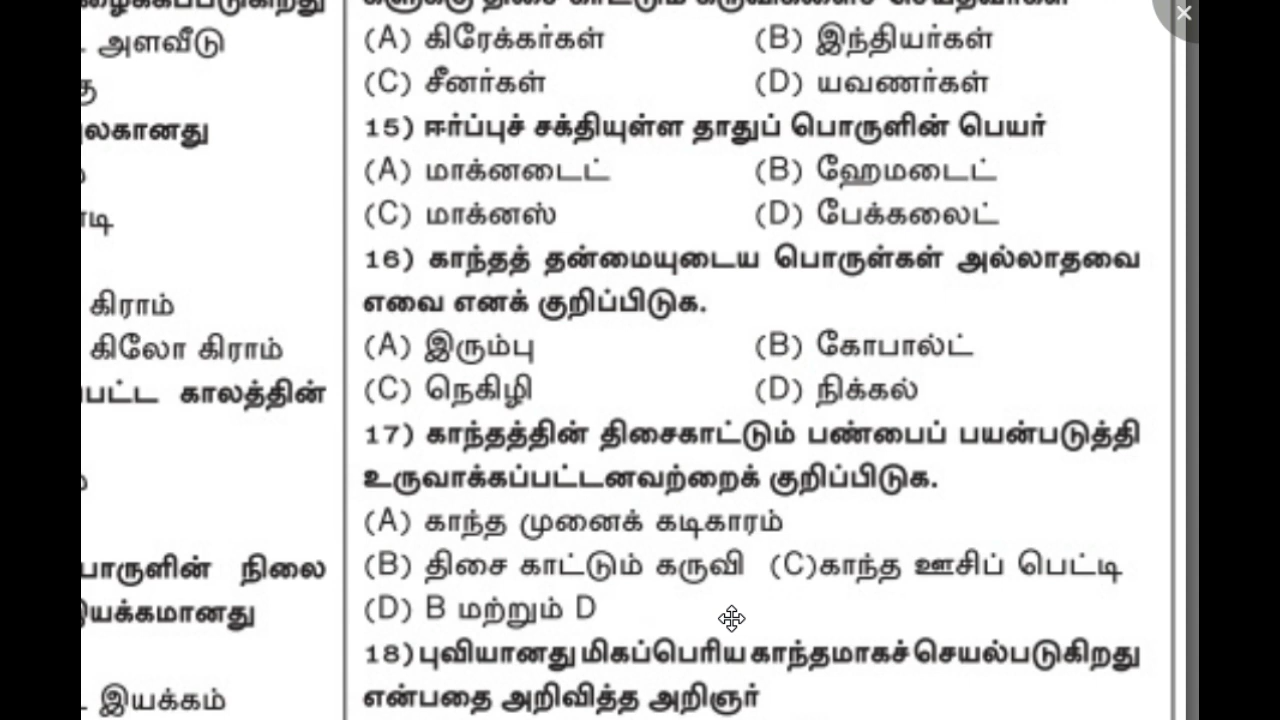 அளவீடு
லகானது
கிராம்
கிலோ கிராம்
பட்ட காலத்தின்
பாருளின் நிலை
யக்கமானது
இயக்கம்
(A) கிரேக்கர்கள் (B) இந்தியர்கள்
(C) சீனர்கள் (D) யவணர்கள்
15) ஈர்ப்புச் சக்தியுள்ள தாதுப் பொருளின் பெயர்
(A) மாக்னடைட் (B) ஹேமடைட்
(C) மாக்னஸ் (D) பேக்கலைட்
16) காந்தத் தன்மையுடைய பொருள்கள் அல்லாதவை
எவை எனக் குறிப்பிடுக.
(A) இரும்பு (B) கோபால்ட்
(C) நெகிழி (D) நிக்கல்
17) காந்தத்தின் திசைகாட்டும் பண்பைப் பயன்படுத்தி
உருவாக்கப்பட்டனவற்றைக் குறிப்பிடுக.
(A) காந்த முனைக் கடிகாரம்
(B) திசை காட்டும் கருவி (C)காந்த ஊசிப் பெட்டி
(D) B மற்றும் D
18)புவியானது மிகப்பெரிய காந்தமாகச் செயல்படுகிறது
என்பதை அறிவித்த அறிஞர்